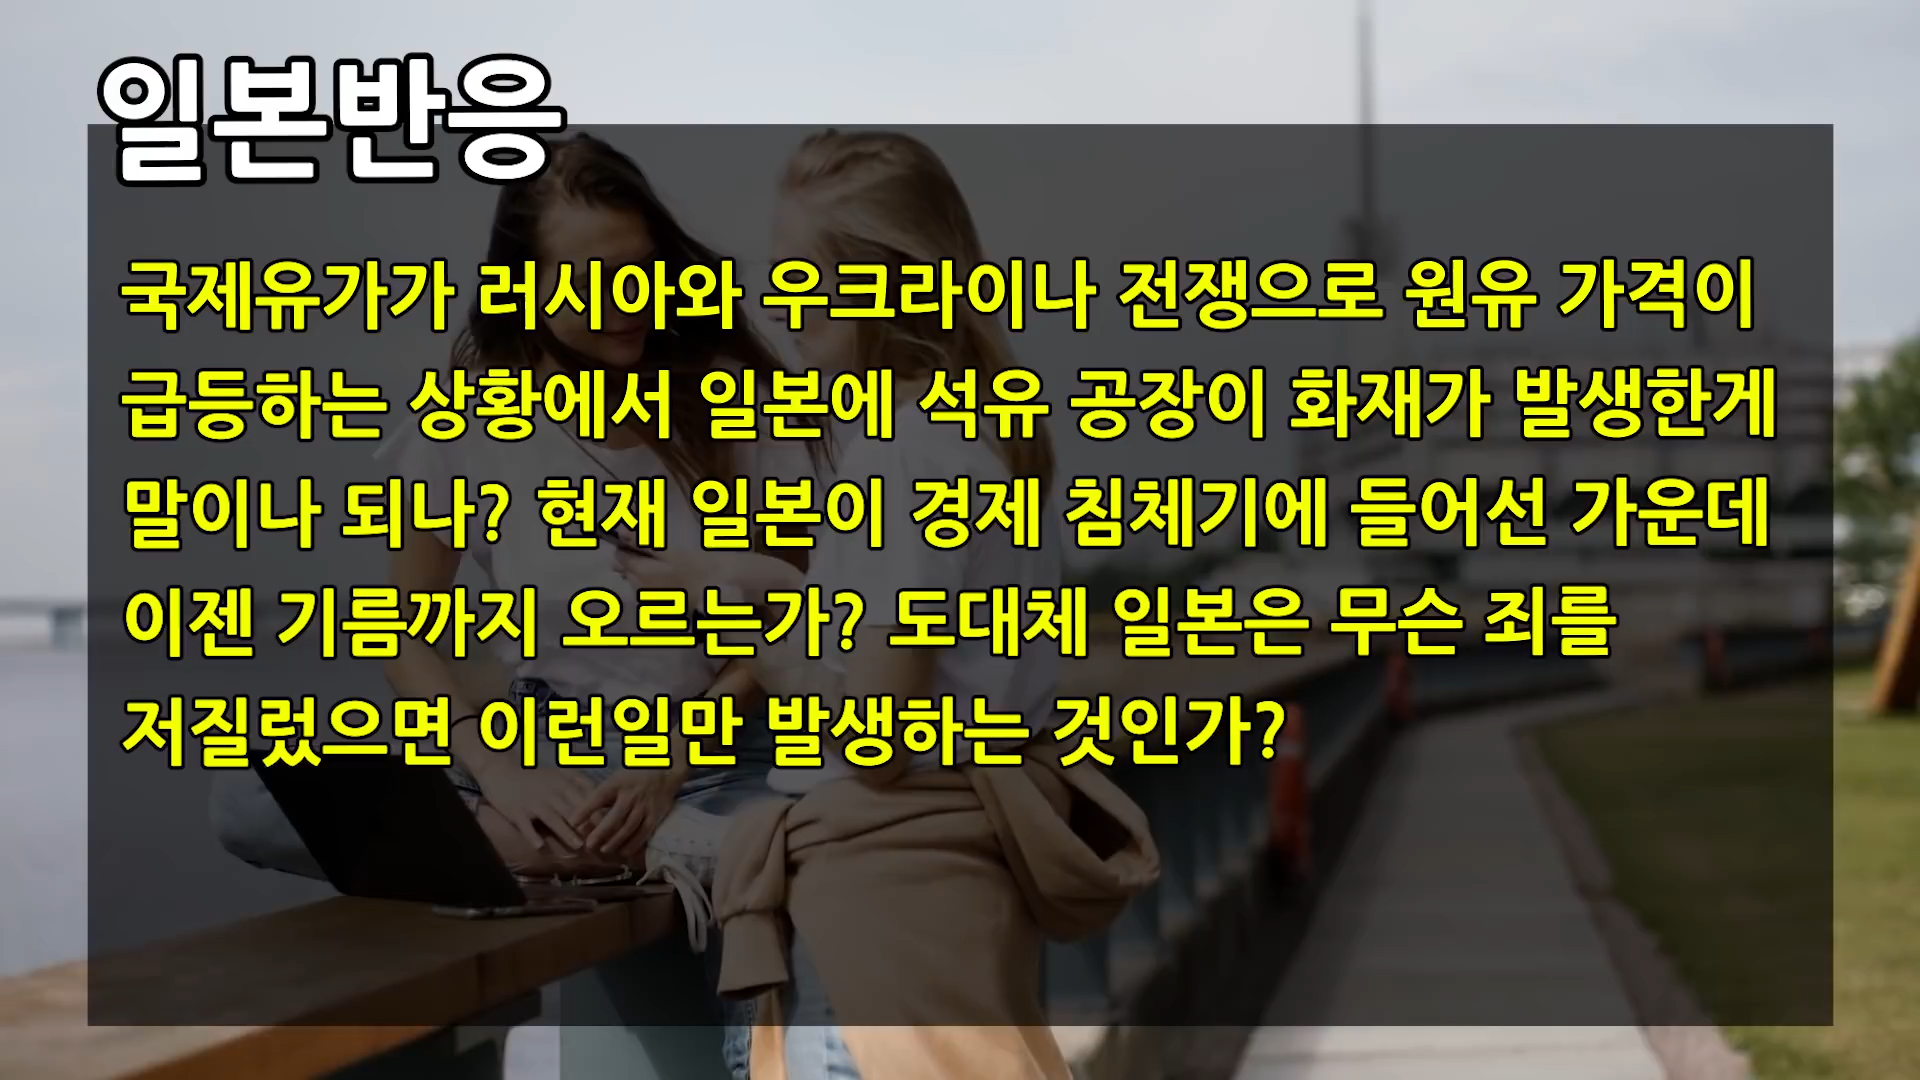 일본반응
국제유가가 러시아와 우크라이나 전쟁으로 원유 가격이
급등하는 상황에서 일본에 석유 공장이 화재가 발생한게
말이나 되나? 현재 일본이 경제 침체기에 들어선 가운데
이젠 기름까지 오르는가? 도대체 일본은 무슨 죄를
저질렀으면 이런일만 발생하는 것인가?